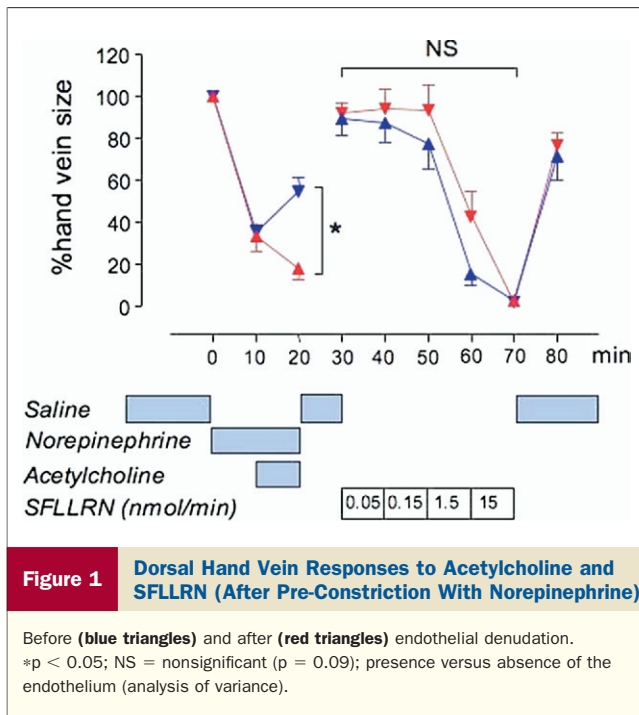 NS
120
100
80
60
40
20
0
%hand vein size
*
0 10 20 30 40 50 60 70 80 min
Saline
Norepinephrine
Acetylcholine
SFLLRN (nmol/min) 0.05 0.15 1.5 15
Figure 1 Dorsal Hand Vein Responses to Acetylcholine and
SFLLRN (After Pre-Constriction With Norepinephrine)
Before (blue triangles) and after (red triangles) endothelial denudation.
*p < 0.05; NS = nonsignificant (p = 0.09); presence versus absence of the
endothelium (analysis of variance).